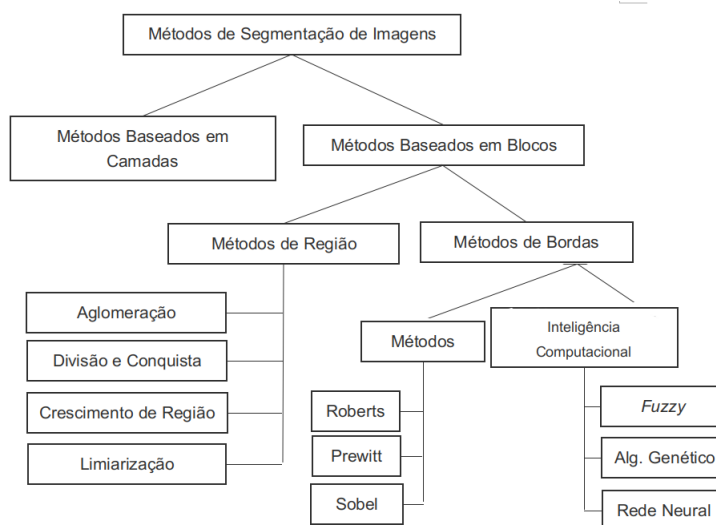 Métodos de Segmentação de Imagens
Métodos Baseados em
Camadas
Métodos Baseados em Blocos
Métodos de Região
Métodos de Bordas
Aglomeração
Divisão e Conquista
Crescimento de Região
Limiarização
Métodos
Roberts
Prewitt
Sobel
Inteligência
Computacional
Fuzzy
Alg. Genético
Rede Neural